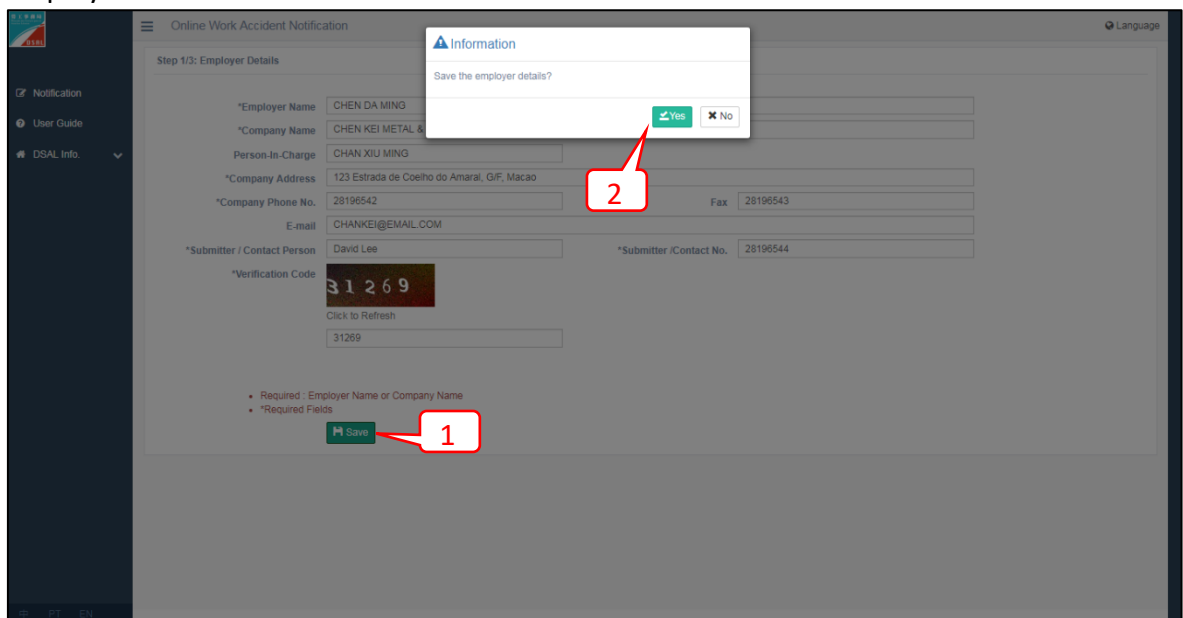 Online Work Accident Notification
Language
Information
Step 1/3: Employer Details
Save the employer details?
Yes
No
Notification
User Guide
DSAL Info.
*Employer Name CHEN DA MING
*Company Name CHEN KEI METAL &
Person-In-Charge CHAN XIU MING
*Company Address 123 Estrada de Coelho do Amaral, G/F, Macao
*Company Phone No. 28196542 Fax 28196543
E-mail CHANKEI@EMAIL.COM
*Submitter / Contact Person David Lee *Submitter /Contact No. 28196544
*Verification Code
31269
Click to Refresh
31269
Required : Employer Name or Company Name
*Required Fields
Save
1
2
DSAL
PT EN